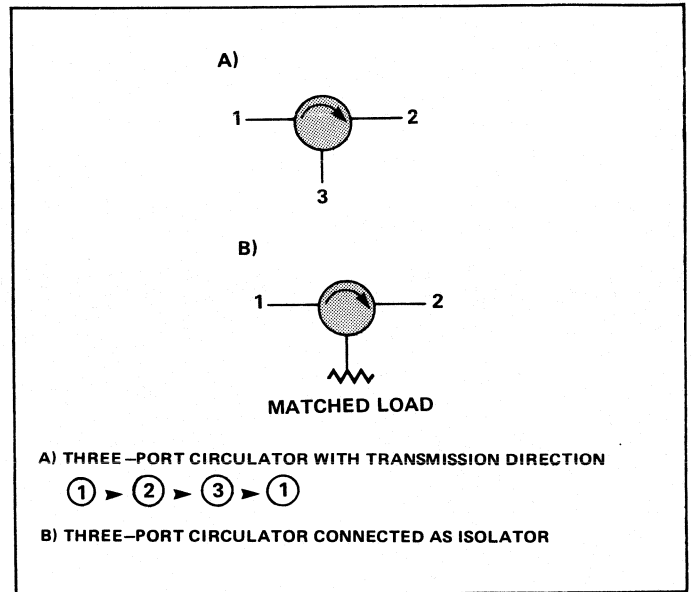 A)
1
2
3
B)
1
2
MATCHED LOAD
A) THREE–PORT CIRCULATOR WITH TRANSMISSION DIRECTION
1 ➤ 2 ➤ 3 ➤ 1
B) THREE–PORT CIRCULATOR CONNECTED AS ISOLATOR